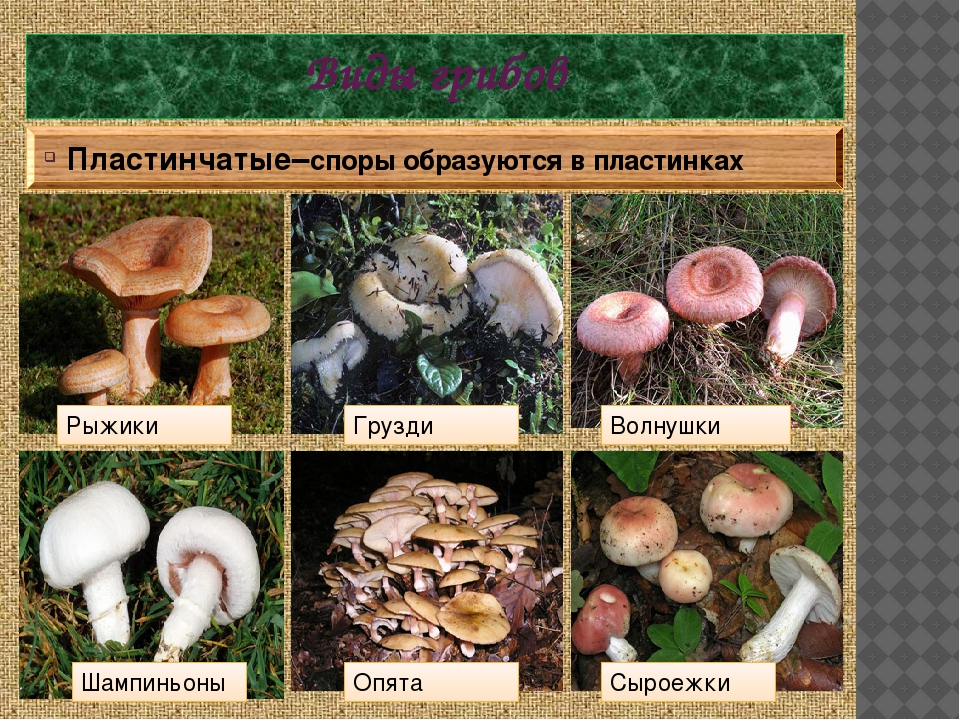 Виды грибов
Пластинчатые–споры образуются в пластинках
Рыжики
Грузди
Волнушки
Шампиньоны
Опята
Сыроежки